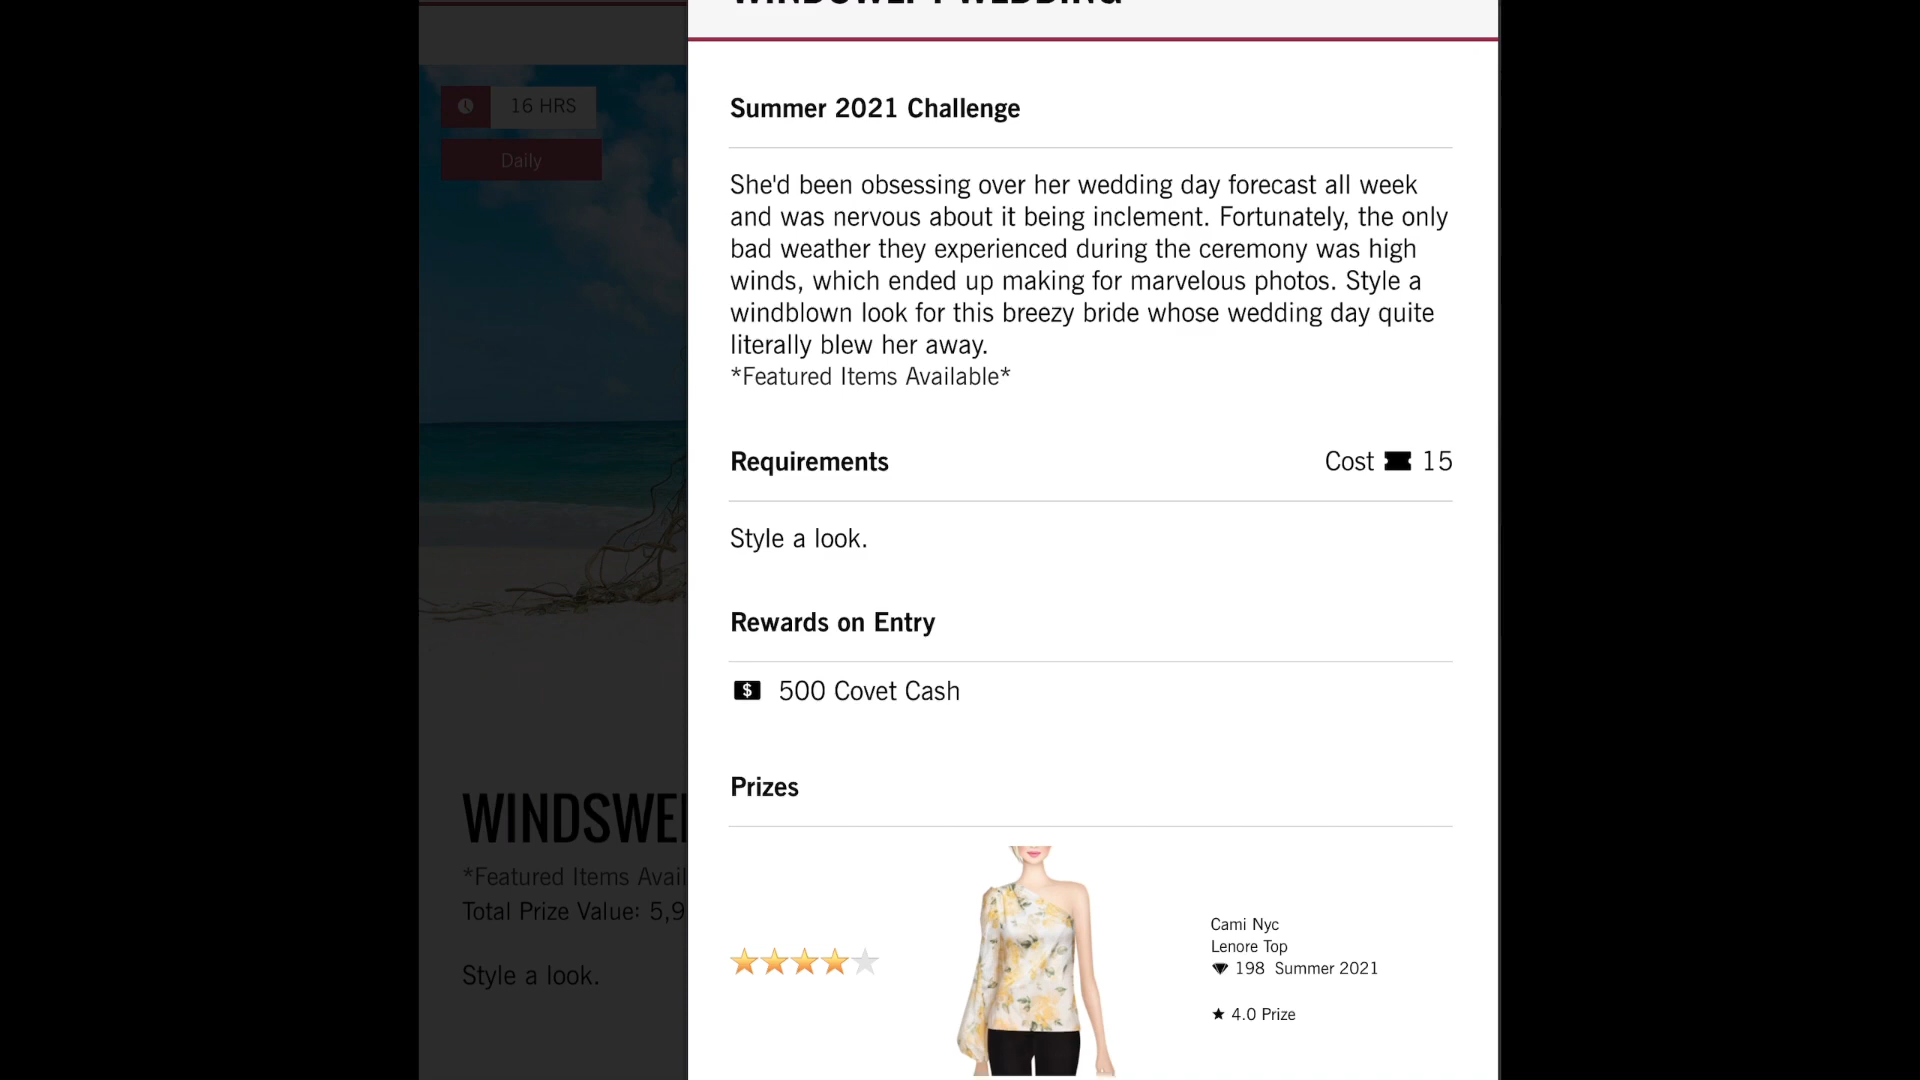 WINDSWEPT WEDDING
16 HRS
Daily
Summer 2021 Challenge
She'd been obsessing over her wedding day forecast all week
and was nervous about it being inclement. Fortunately, the only
bad weather they experienced during the ceremony was high
winds, which ended up making for marvelous photos. Style a
windblown look for this breezy bride whose wedding day quite
literally blew her away.
*Featured Items Available*
Requirements
Cost 15
Style a look.
Rewards on Entry
$ 500 Covet Cash
Prizes
Cami Nyc
Lenore Top
198 Summer 2021
4.0 Prize
WINDSWE
*Featured Items Avail
Total Prize Value: 5,9
Style a look.